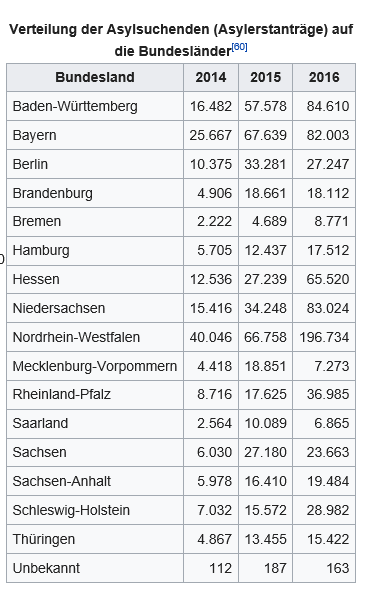 Verteilung der Asylsuchenden (Asylerstanträge) auf
die Bundesländer[60]
Bundesland 2014 2015 2016
Baden-Württemberg 16.482 57.578 84.610
Bayern 25.667 67.639 82.003
Berlin 10.375 33.281 27.247
Brandenburg 4.906 18.661 18.112
Bremen 2.222 4.689 8.771
Hamburg 5.705 12.437 17.512
Hessen 12.536 27.239 65.520
Niedersachsen 15.416 34.248 83.024
Nordrhein-Westfalen 40.046 66.758 196.734
Mecklenburg-Vorpommern 4.418 18.851 7.273
Rheinland-Pfalz 8.716 17.625 36.985
Saarland 2.564 10.089 6.865
Sachsen 6.030 27.180 23.663
Sachsen-Anhalt 5.978 16.410 19.484
Schleswig-Holstein 7.032 15.572 28.982
Thüringen 4.867 13.455 15.422
Unbekannt 112 187 163